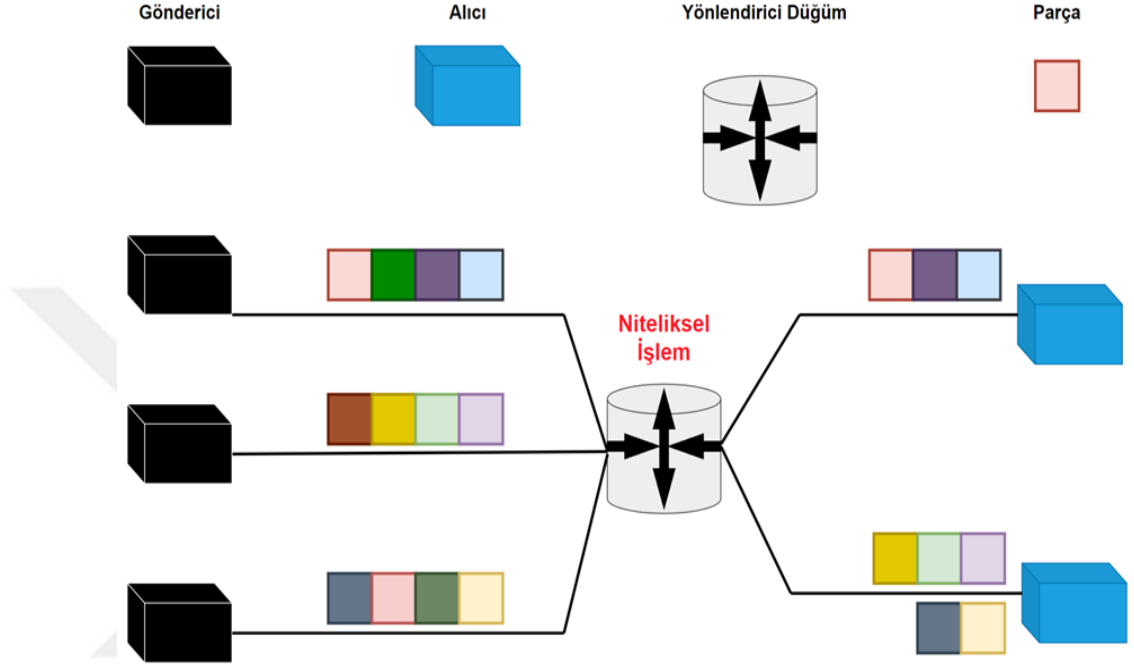 Gönderici
Alıcı
Yönlendirici Düğüm
Parça
Niteliksel
İşlem